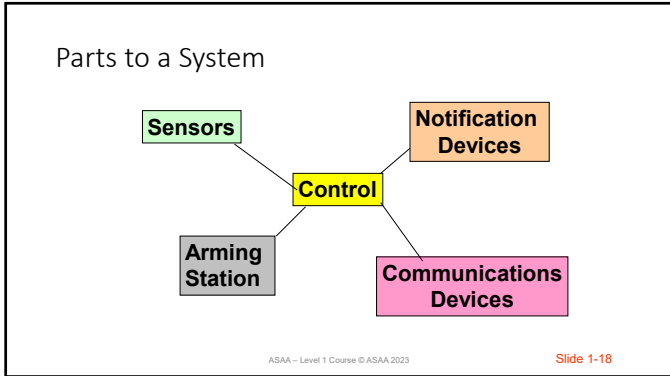 Parts to a System
Sensors
Notification
Devices
Control
Arming
Station
Communications
Devices
ASAA – Level 1 Course © ASAA 2023
Slide 1-18